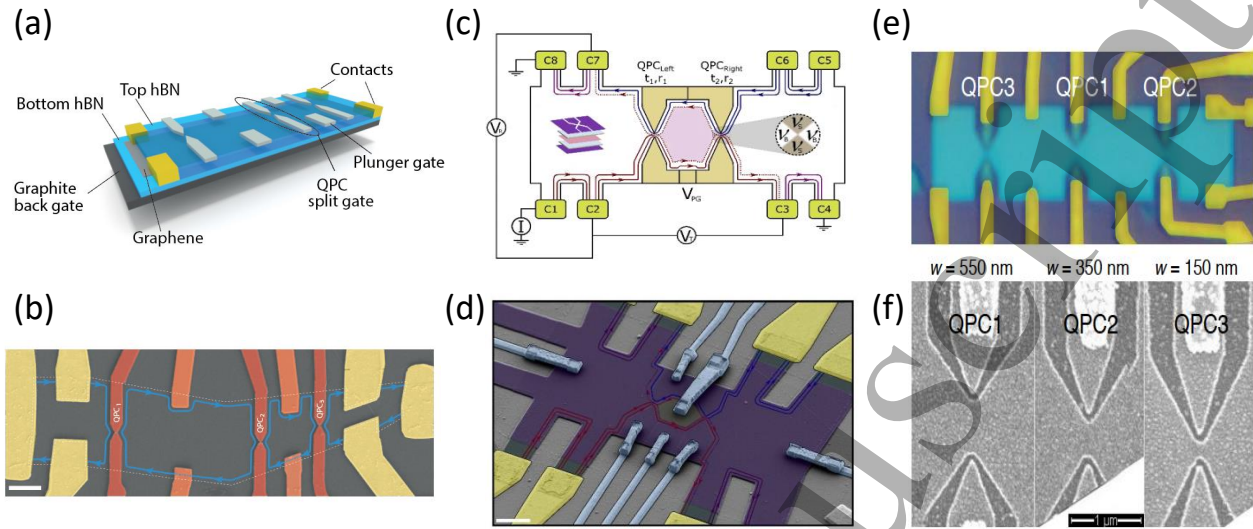 (a)
Top hBN
Bottom hBN
Contacts
Plunger gate
QPC
split gate
Graphite
back gate
Graphene
(b)
QPC1
QPC2
QPC3
(c)
C8
C7
C6
C5
QPCLeft
t1,r1
QPCRight
t2,r2
VPG
C1
C2
C3
C4
I
(d)
(e)
QPC3
QPC1
QPC2
w = 550 nm
w = 350 nm
w = 150 nm
(f)
QPC1
QPC2
QPC3
1 µm